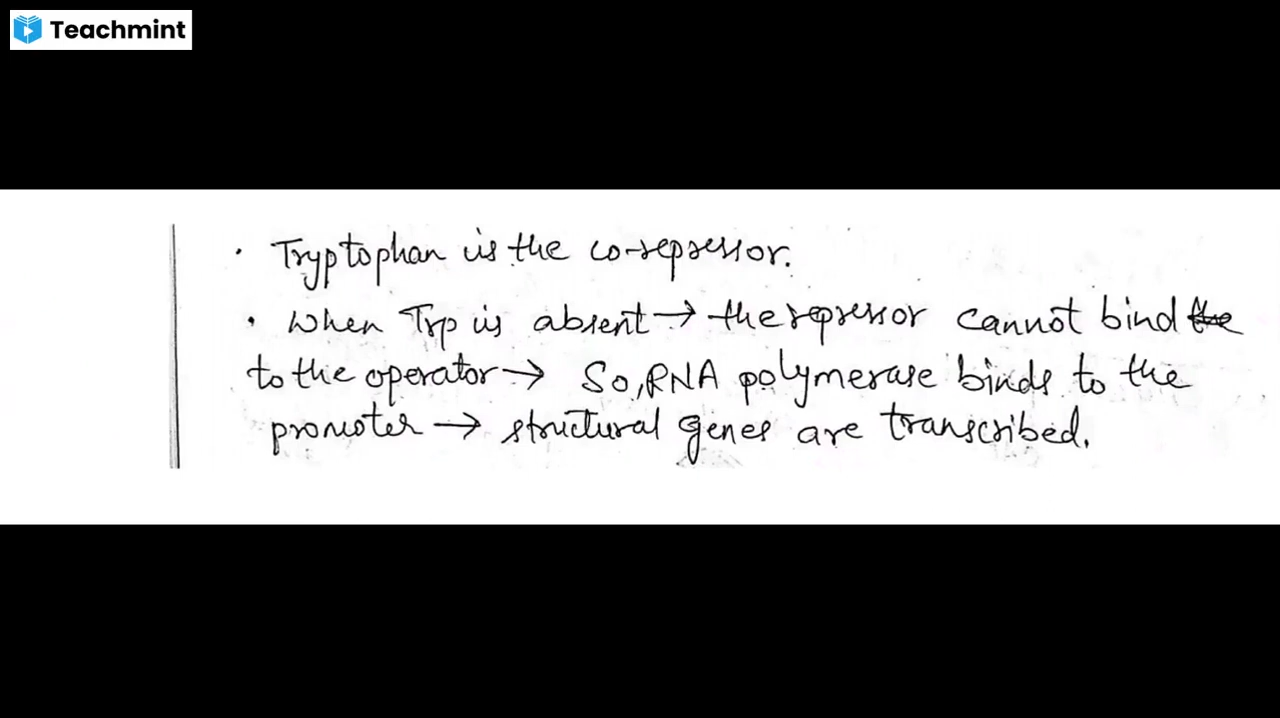 Teachmint
· Tryptophan is the co-repressor.
· When Trp is absent → the repressor cannot bind the
to the operator → So, RNA polymerase binds to the
promoter → structural genes are transcribed.